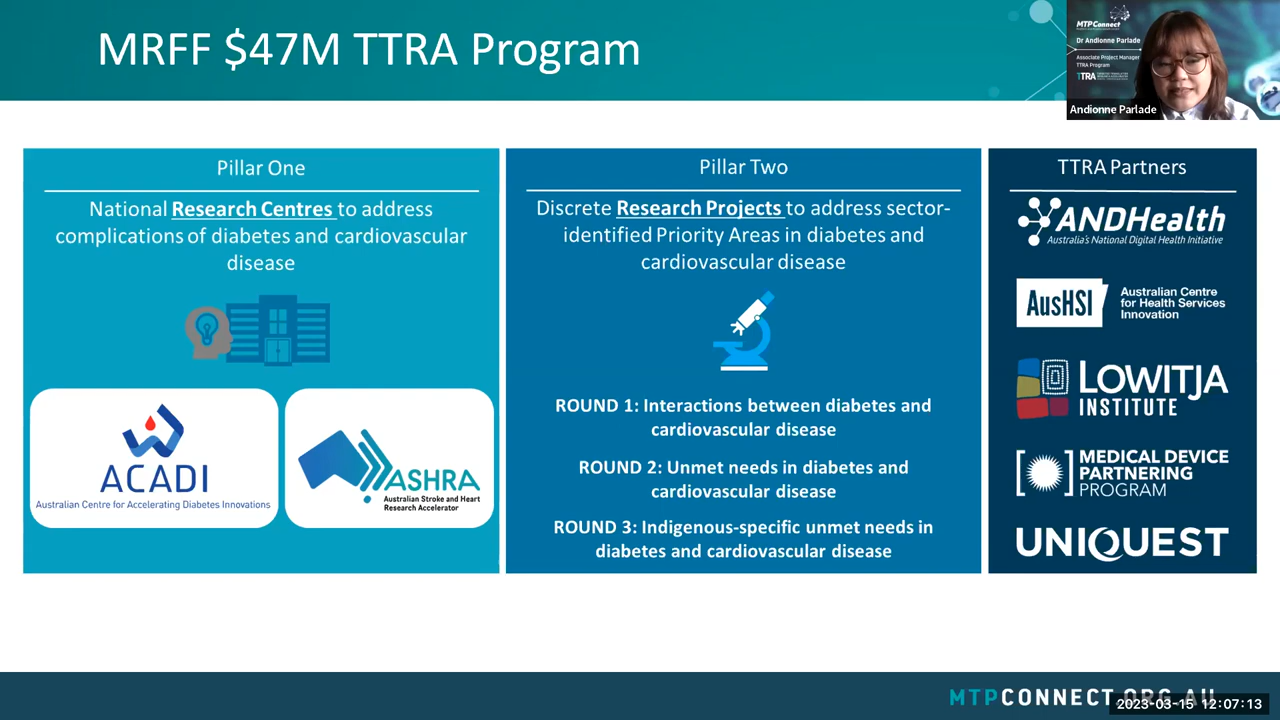 MRFF $47M TTRA Program
MTPConnect
Dr Andionne Parlade
Associate Project Manager
TTRA Program
TTRA
Andionne Parlade
Pillar One
National Research Centres to address
complications of diabetes and cardiovascular
disease
ACADI
Australian Centre for Accelerating Diabetes Innovations
ASHRA
Australian Stroke and Heart
Research Accelerator
Pillar Two
Discrete Research Projects to address sector-
identified Priority Areas in diabetes and
cardiovascular disease
ROUND 1: Interactions between diabetes and
cardiovascular disease
ROUND 2: Unmet needs in diabetes and
cardiovascular disease
ROUND 3: Indigenous-specific unmet needs in
diabetes and cardiovascular disease
TTRA Partners
ANDHealth
Australia's National Digital Health Initiative
AusHSI
Australian Centre
for Health Services
Innovation
LOWITJA
INSTITUTE
MEDICAL DEVICE
PARTNERING
PROGRAM
UNIQUEST
MTPCONNECT.ORG.AU
2023-03-15 12:07:13